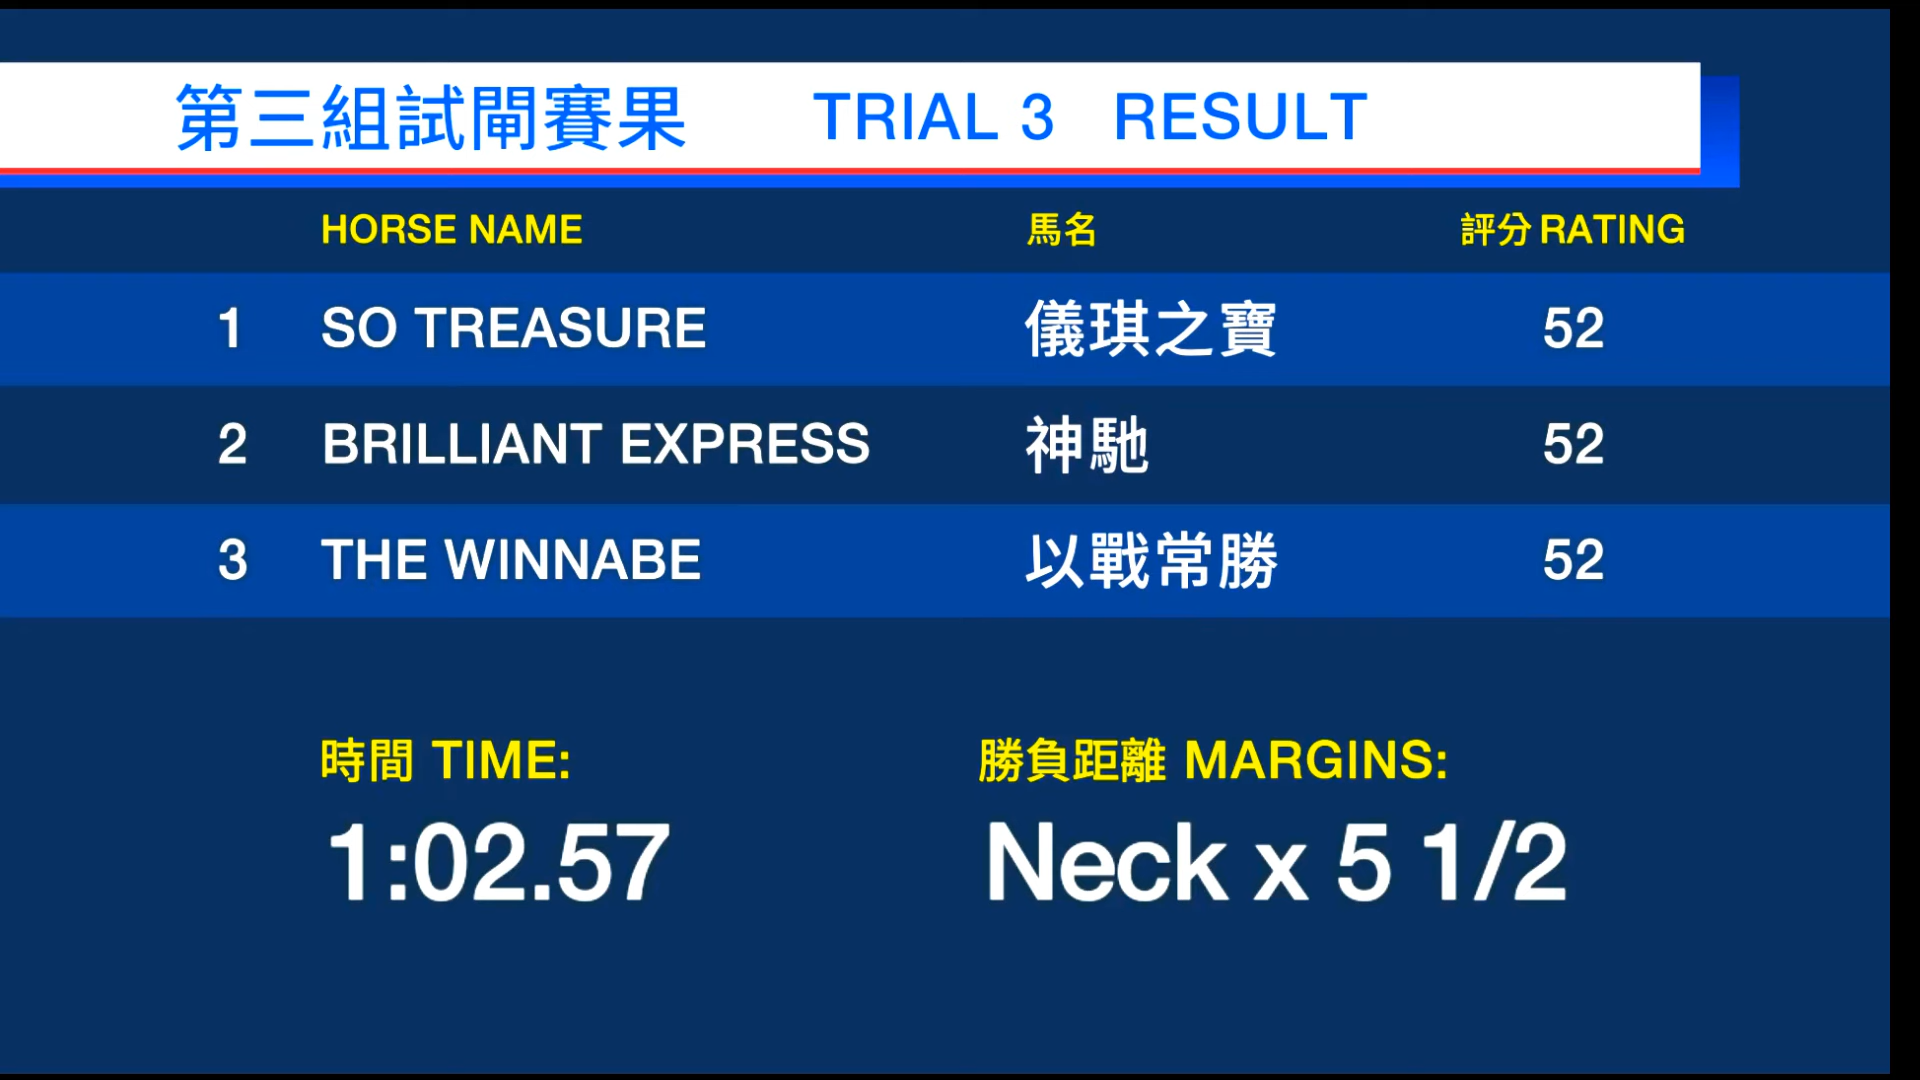 第三組試閘賽果 TRIAL 3 RESULT
HORSE NAME 馬名 評分 RATING
1 SO TREASURE 儀琪之寶 52
2 BRILLIANT EXPRESS 神馳 52
3 THE WINNABE 以戰常勝 52
時間 TIME: 勝負距離 MARGINS:
1:02.57 Neck x 5 1/2